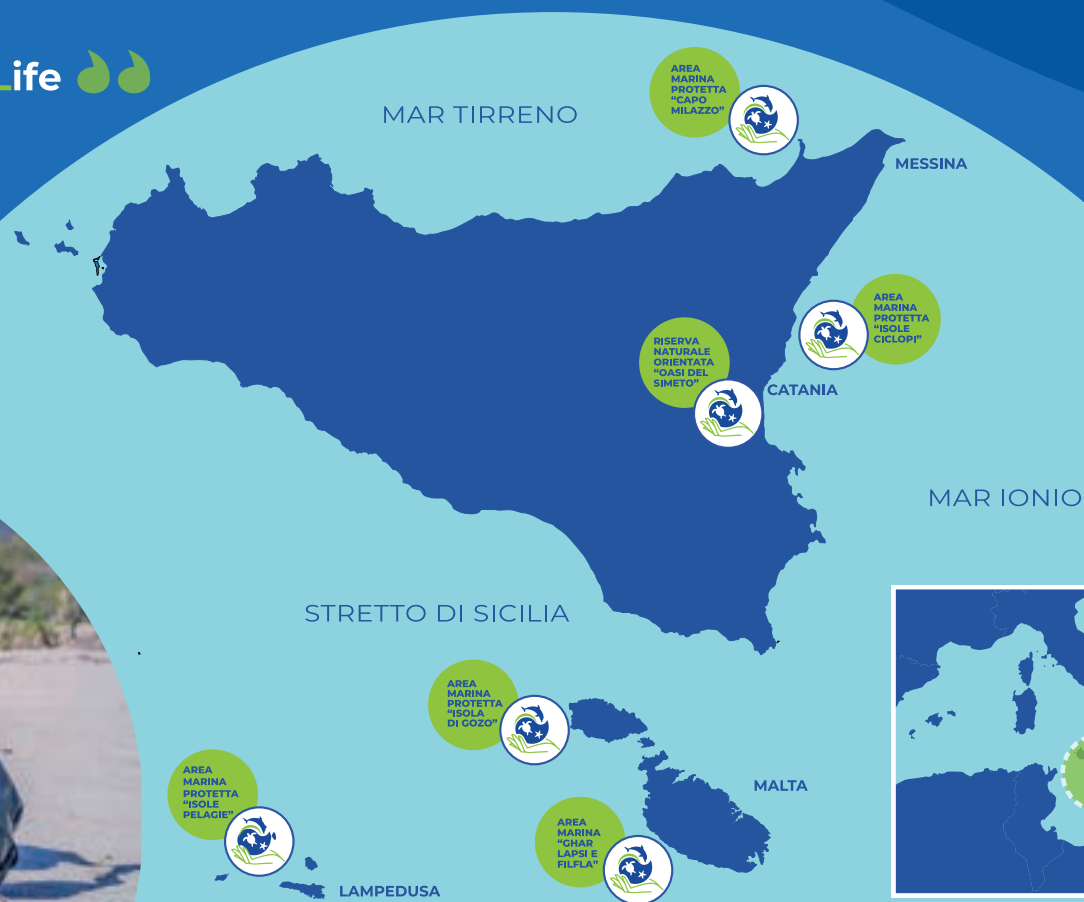 Life
MAR TIRRENO
AREA
MARINA
PROTETTA
“CAPO
MILAZZO”
MESSINA
AREA
MARINA
PROTETTA
“ISOLE
CICLOPI”
RISERVA
NATURALE
ORIENTATA
“OASI DEL
SIMETO”
CATANIA
MAR IONIO
STRETTO DI SICILIA
AREA
MARINA
PROTETTA
“ISOLA
DI GOZO”
MALTA
AREA
MARINA
PROTETTA
“ISOLE
PELAGIE”
AREA
MARINA
“GHAR
LAPSI E
FILFLA”
LAMPEDUSA